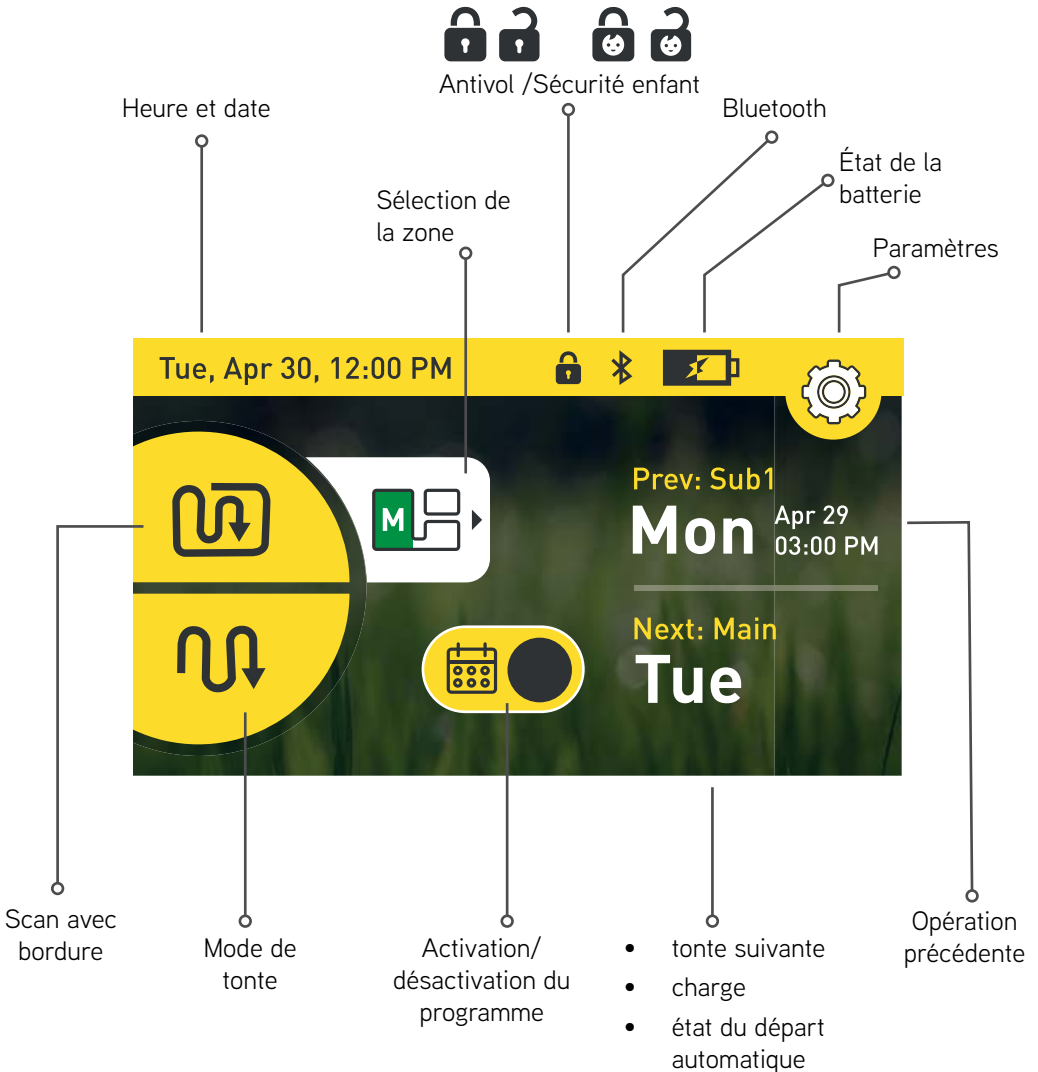 Antivol /Sécurité enfant
Heure et date
Bluetooth
État de la
batterie
Sélection de
la zone
Paramètres
Tue, Apr 30, 12:00 PM
Prev: Sub1
Mon
Apr 29
03:00 PM
M
Next: Main
Tue
Scan avec
bordure
Mode de
tonte
Activation/
désactivation du
programme
• tonte suivante
• charge
• état du départ
automatique
Opération
précédente